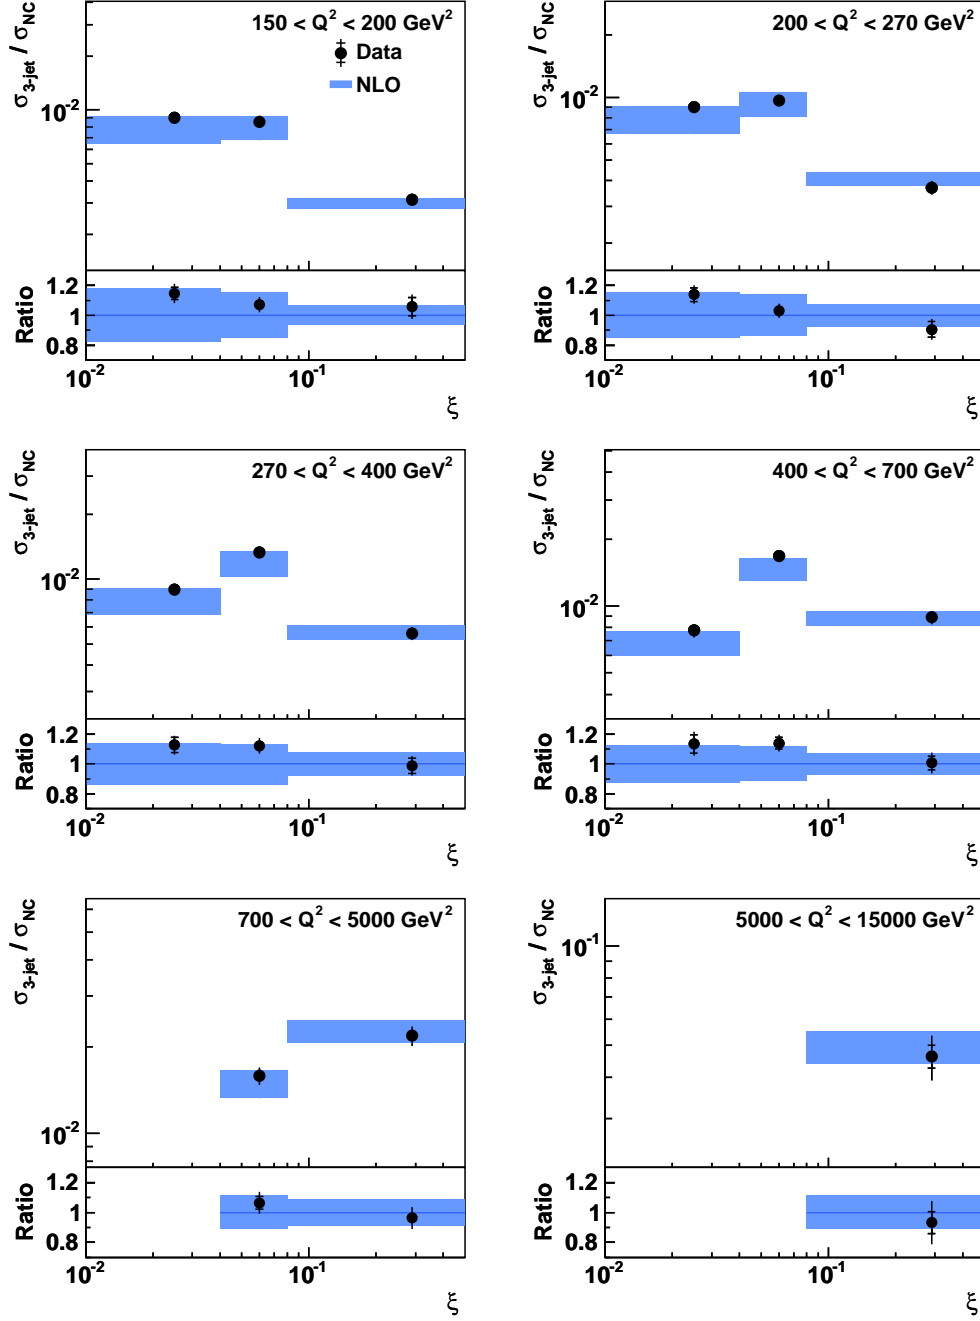 150 < Q² < 200 GeV²
σ3-jet / σNC
Data
NLO
10⁻²
Ratio
1.2
1
0.8
10⁻² 10⁻¹
ξ
200 < Q² < 270 GeV²
σ3-jet / σNC
10⁻²
Ratio
1.2
1
0.8
10⁻² 10⁻¹
ξ
270 < Q² < 400 GeV²
σ3-jet / σNC
10⁻²
Ratio
1.2
1
0.8
10⁻² 10⁻¹
ξ
400 < Q² < 700 GeV²
σ3-jet / σNC
10⁻²
Ratio
1.2
1
0.8
10⁻² 10⁻¹
ξ
700 < Q² < 5000 GeV²
σ3-jet / σNC
10⁻²
Ratio
1.2
1
0.8
10⁻² 10⁻¹
ξ
5000 < Q² < 15000 GeV²
σ3-jet / σNC
10⁻¹
Ratio
1.2
1
0.8
10⁻² 10⁻¹
ξ